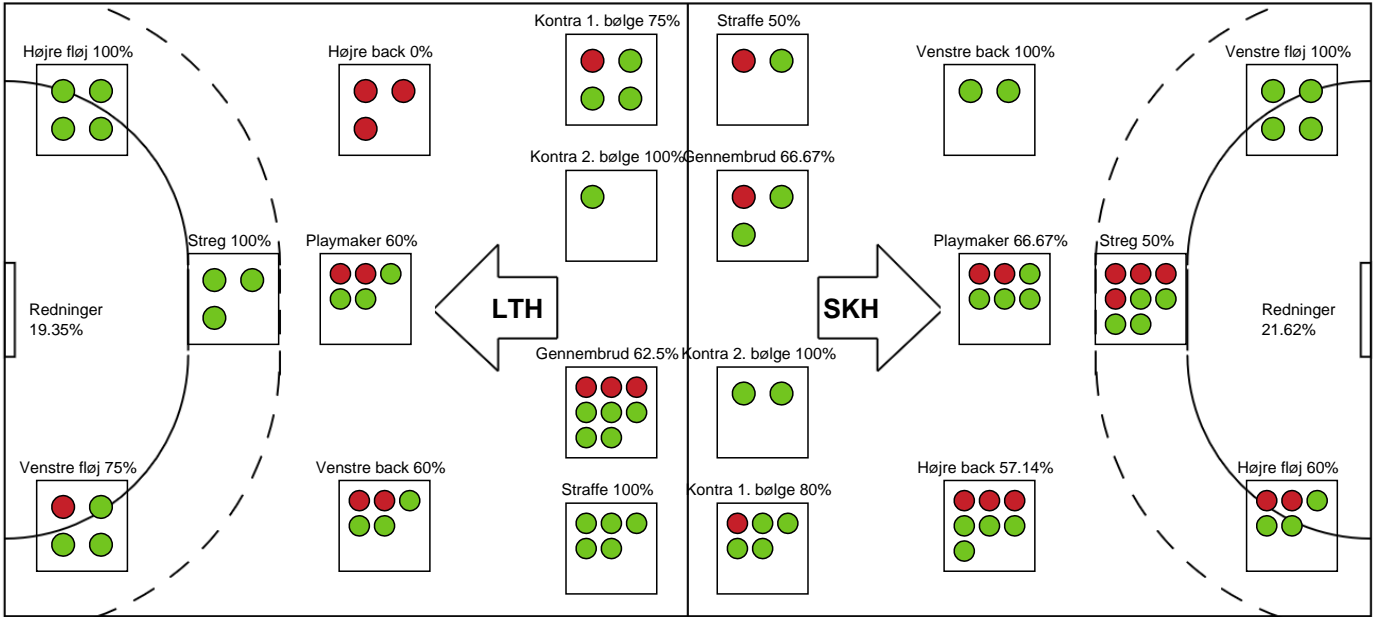 Kontra 1. bølge 75%
Straffe 50%
Højre fløj 100%
Højre back 0%
Venstre back 100%
Venstre fløj 100%
Kontra 2. bølge 100%
Gennembrud 66.67%
Streg 100%
Playmaker 60%
Playmaker 66.67%
Streg 50%
Redninger
19.35%
LTH
SKH
Redninger
21.62%
Gennembrud 62.5%
Kontra 2. bølge 100%
Venstre fløj 75%
Venstre back 60%
Straffe 100%
Kontra 1. bølge 80%
Højre back 57.14%
Højre fløj 60%